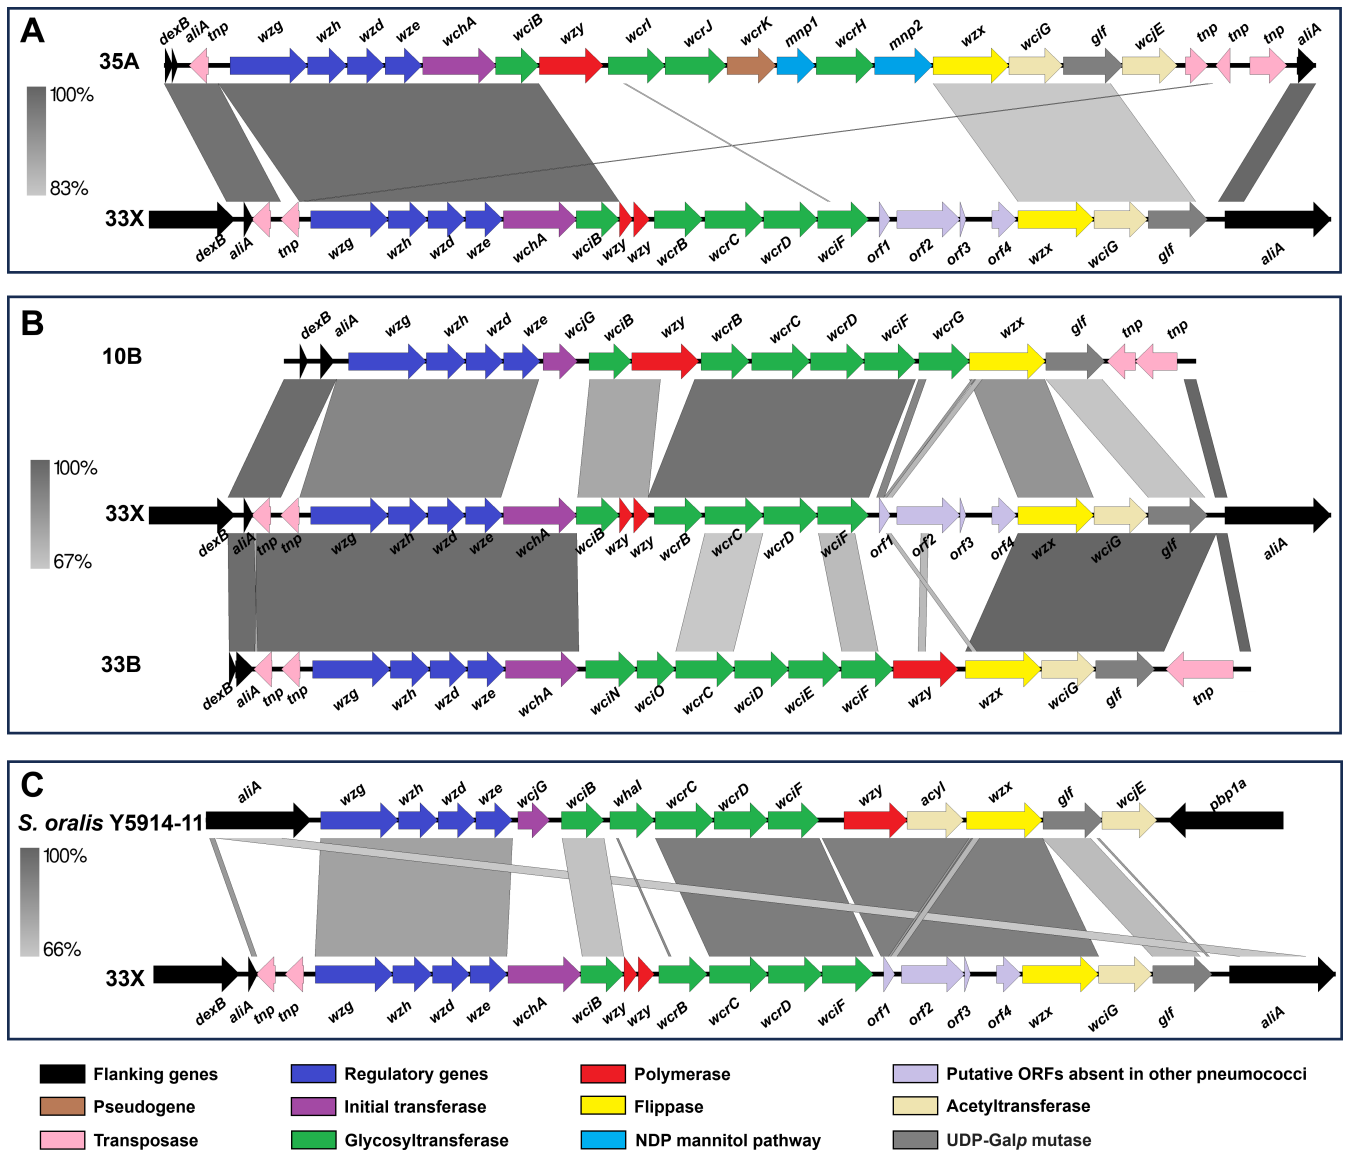 A
dexB aliA tnp wzg wzh wzd wze wchA wciB wzy wcrI wcrJ wcrK mnp1 wcrH mnp2 wzx wciG glf wcjE tnp tnp tnp aliA
35A
100%
83%
33X
dexB aliA tnp wzg wzh wzd wze wchA wciB wzy wzy wcrB wcrC wcrD wciF orf1 orf2 orf3 orf4 wzx wciG glf aliA
B
dexB aliA wzg wzh wzd wze wcjG wciB wzy wcrB wcrC wcrD wciF wcrG wzx glf tnp tnp
10B
100%
67%
33X
dexB aliA tnp tnp wzg wzh wzd wze wchA wciB wzy wzy wcrB wcrC wcrD wciF orf1 orf2 orf3 orf4 wzx wciG glf aliA
33B
dexB aliA tnp tnp wzg wzh wzd wze wchA wciN wciO wcrC wciD wciE wciF wzy wzx wciG glf tnp
C
aliA wzg wzh wzd wze wcjG wciB whaI wcrC wcrD wciF wzy acyl wzx glf wcjE pbp1a
S. oralis Y5914-11
100%
66%
33X
dexB aliA tnp tnp wzg wzh wzd wze wchA wciB wzy wzy wcrB wcrC wcrD wciF orf1 orf2 orf3 orf4 wzx wciG glf aliA
Flanking genes Regulatory genes Polymerase Putative ORFs absent in other pneumococci
Pseudogene Initial transferase Flippase Acetyltransferase
Transposase Glycosyltransferase NDP mannitol pathway UDP-Galp mutase